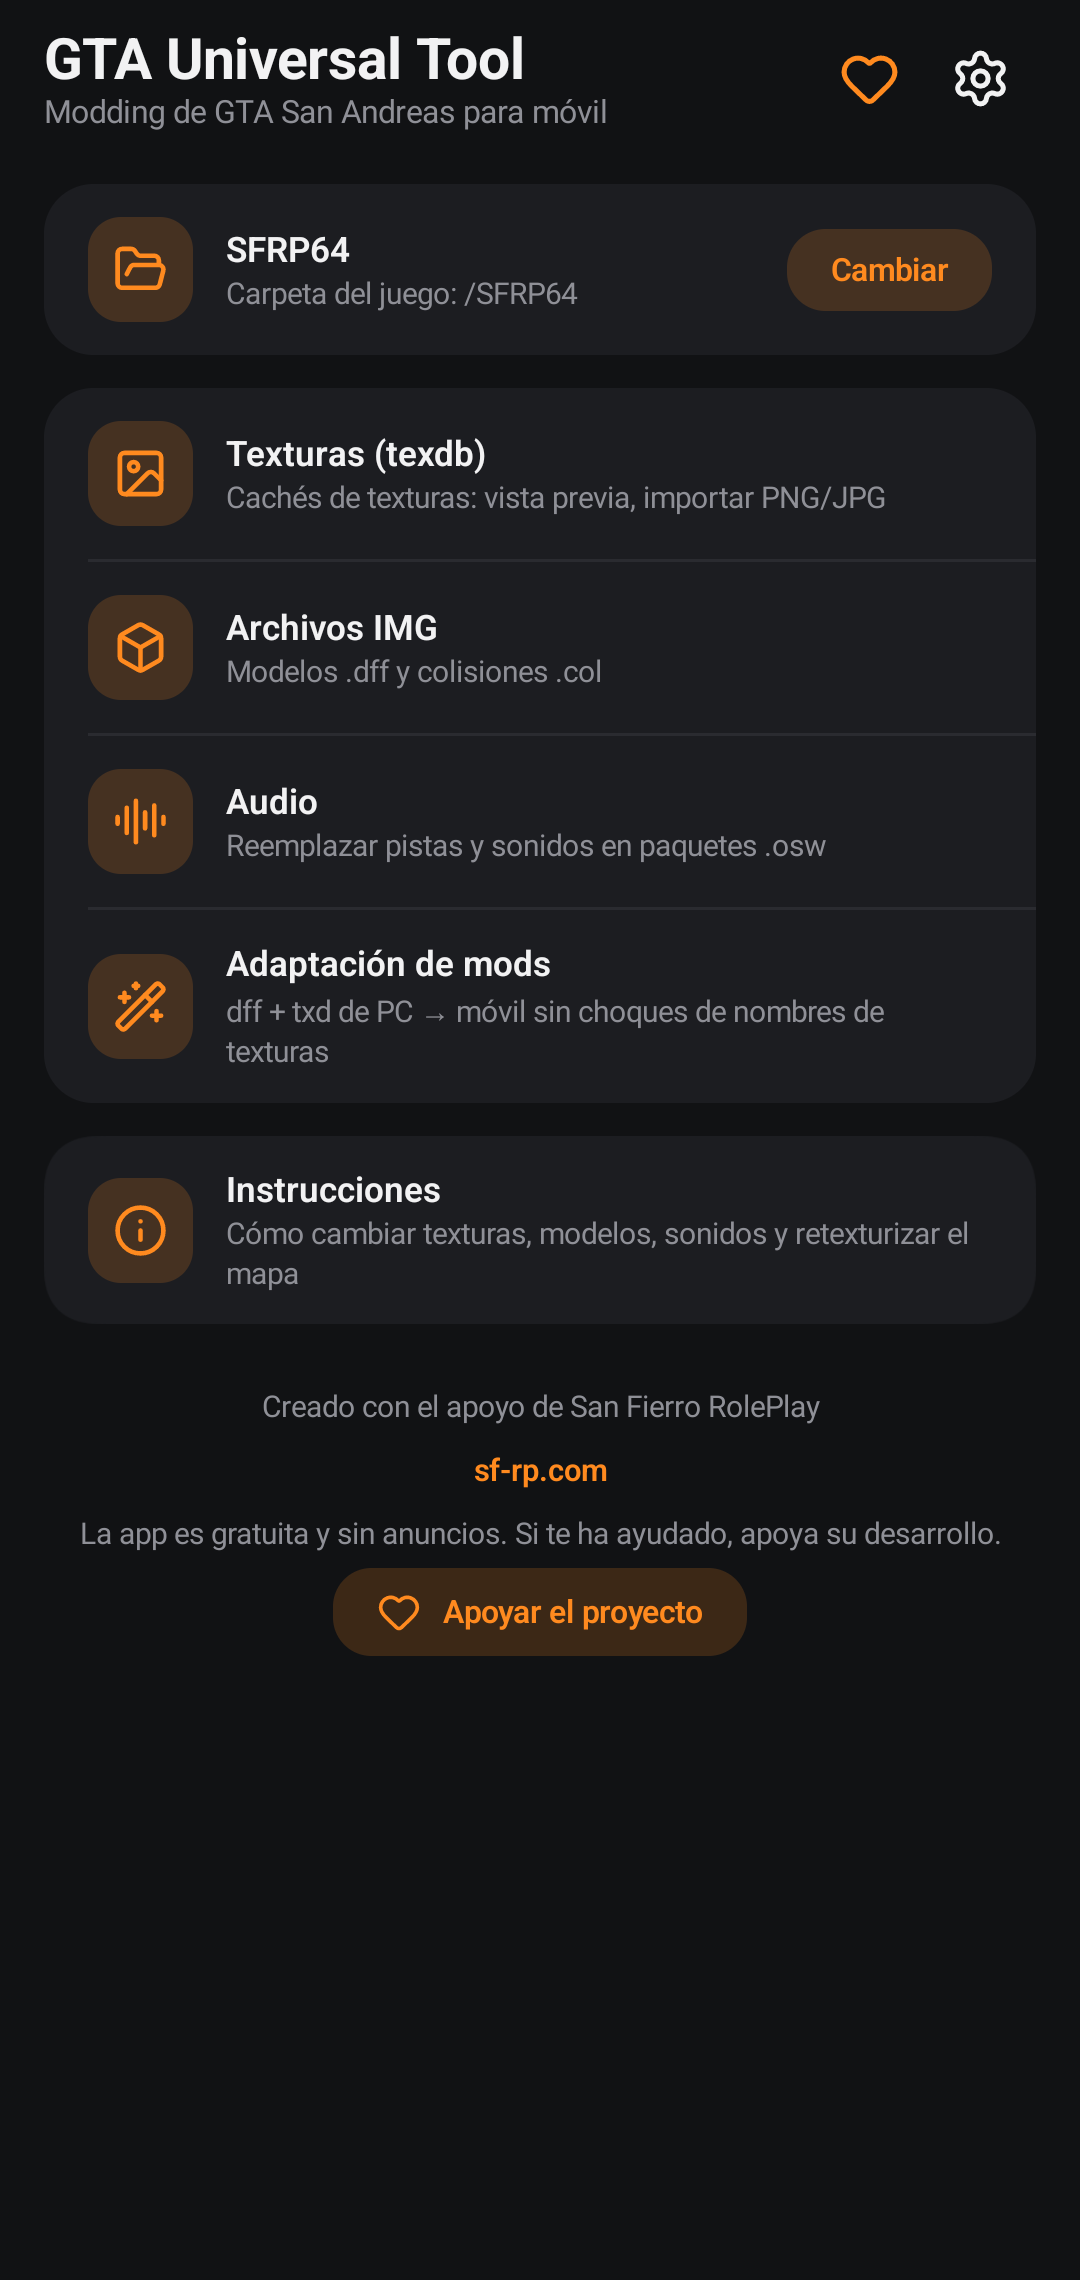 GTA Universal Tool
Modding de GTA San Andreas para móvil
SFRP64
Carpeta del juego: /SFRP64
Cambiar
Texturas (texdb)
Cachés de texturas: vista previa, importar PNG/JPG
Archivos IMG
Modelos .dff y colisiones .col
Audio
Reemplazar pistas y sonidos en paquetes .osw
Adaptación de mods
dff + txd de PC → móvil sin choques de nombres de
texturas
Instrucciones
Cómo cambiar texturas, modelos, sonidos y retexturizar el
mapa
Creado con el apoyo de San Fierro RolePlay
sf-rp.com
La app es gratuita y sin anuncios. Si te ha ayudado, apoya su desarrollo.
Apoyar el proyecto